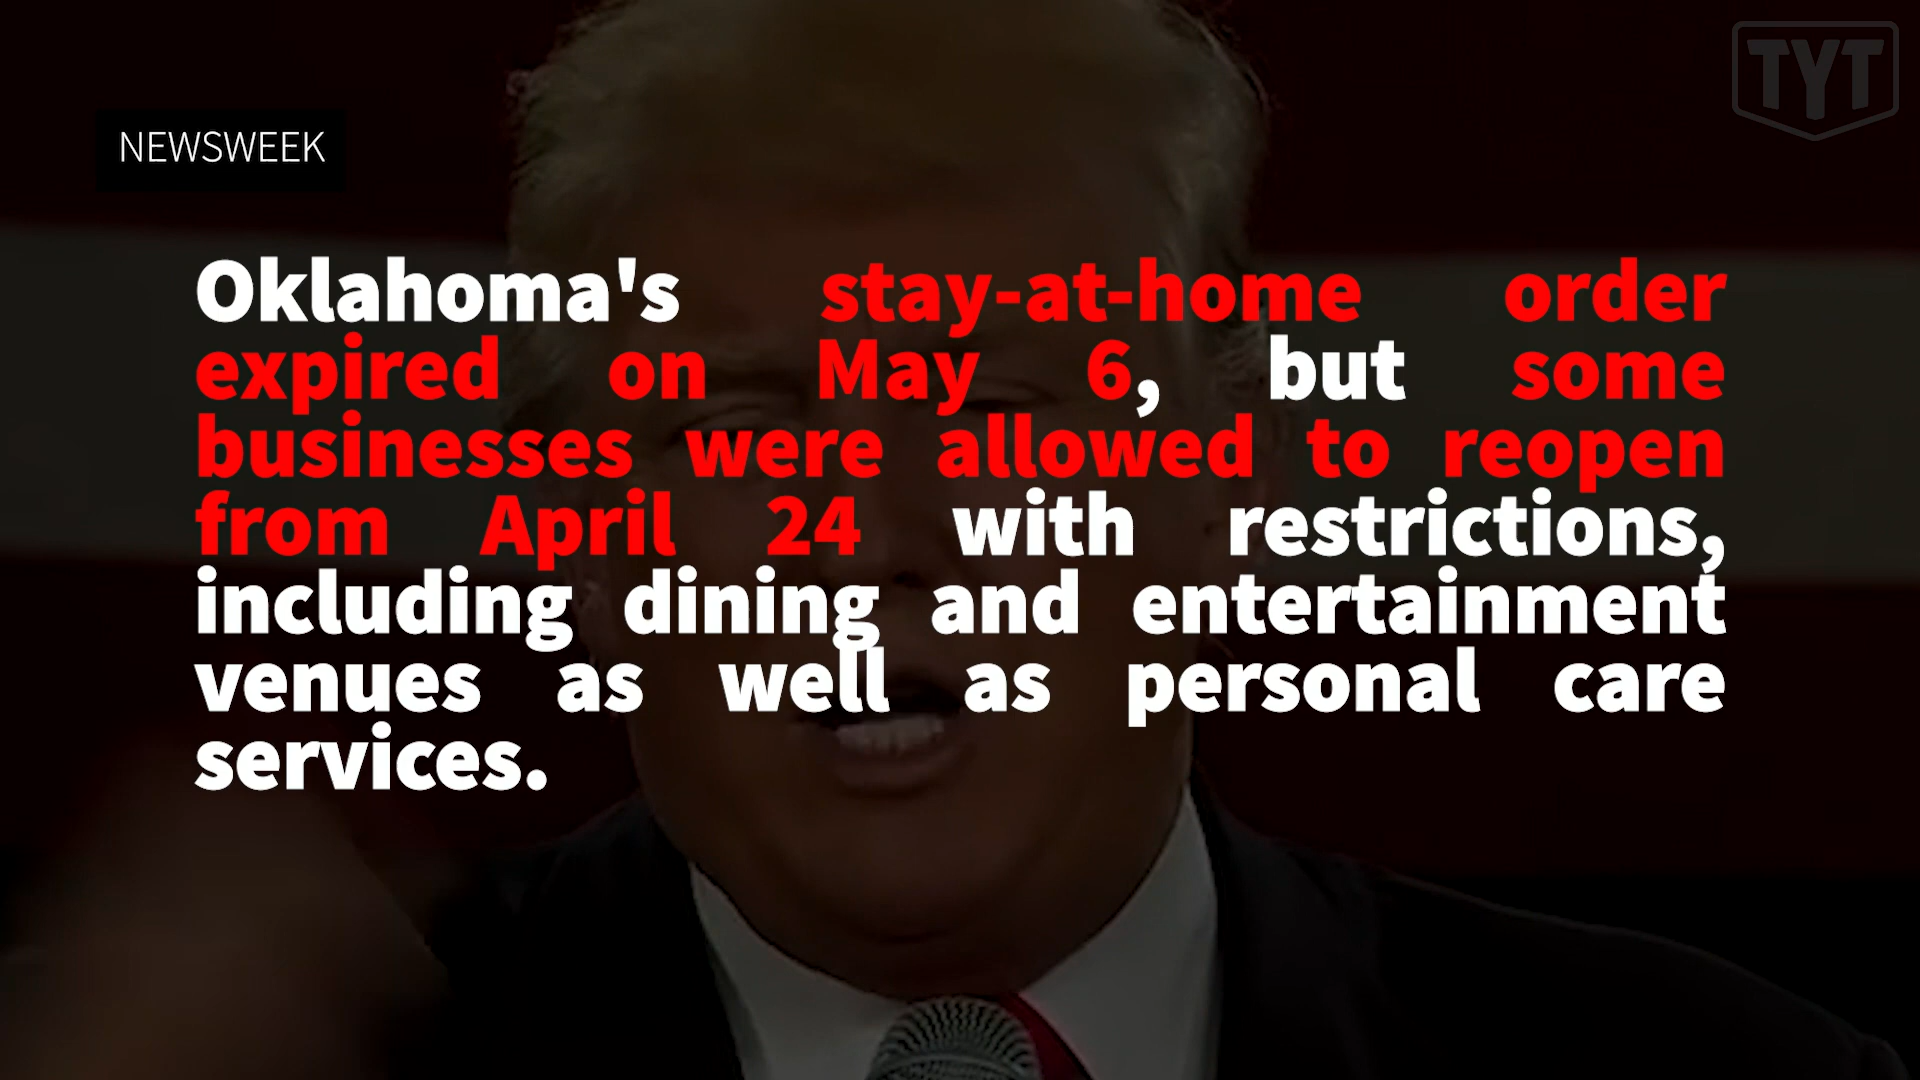 TYT
NEWSWEEK
Oklahoma's stay-at-home order
expired on May 6, but some
businesses were allowed to reopen
from April 24 with restrictions,
including dining and entertainment
venues as well as personal care
services.